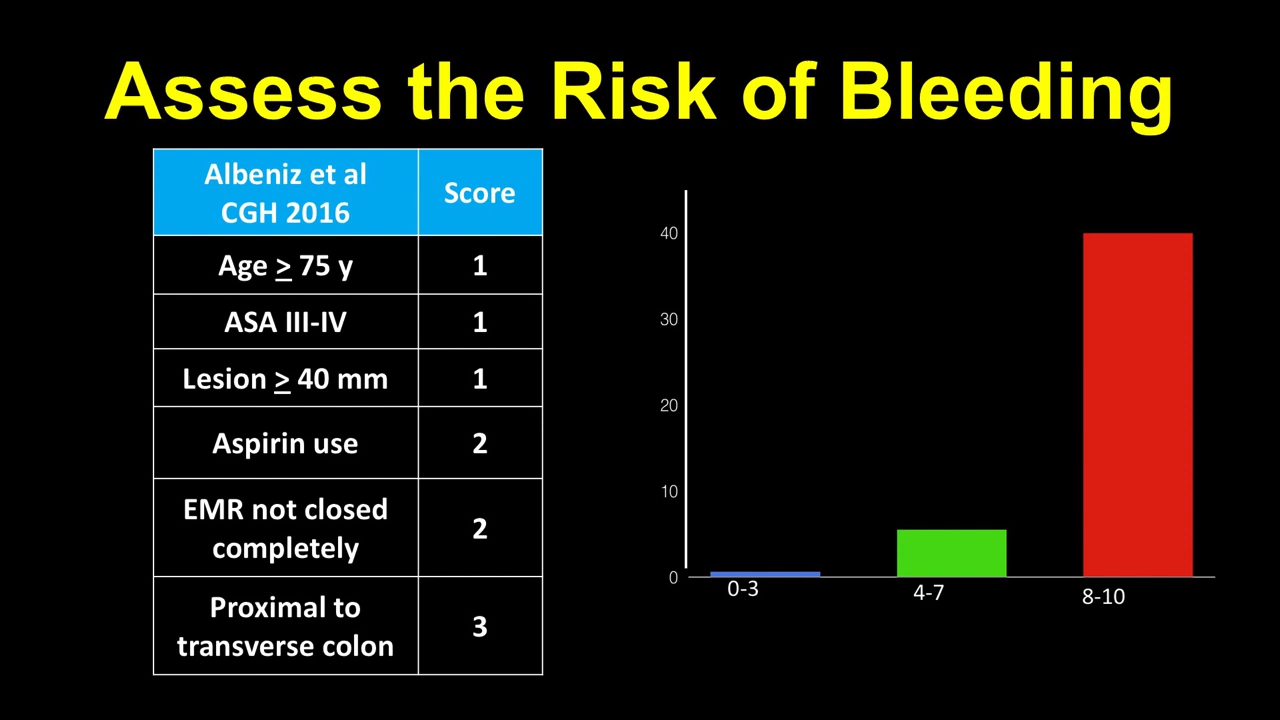 Assess the Risk of Bleeding
Albeniz et al
CGH 2016
Score
Age ≥ 75 y
1
ASA III-IV
1
Lesion ≥ 40 mm
1
Aspirin use
2
EMR not closed
completely
2
Proximal to
transverse colon
3
40
30
20
10
0
0-3
4-7
8-10